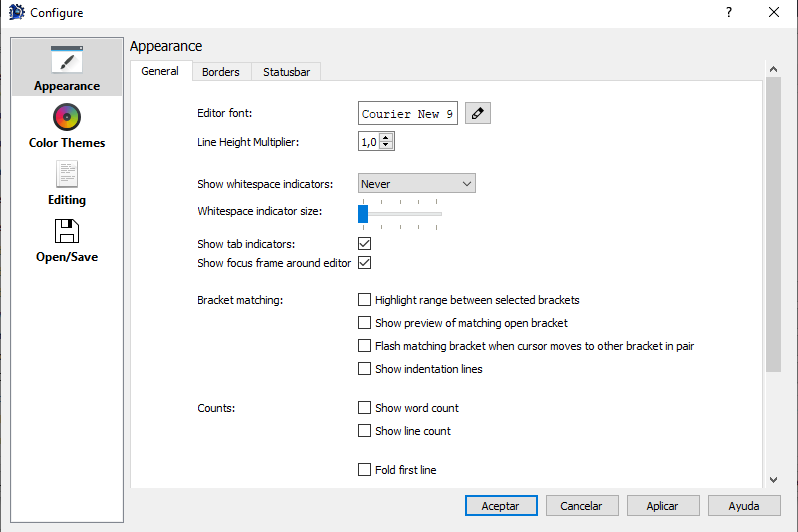 Configure
?
Appearance
Color Themes
Editing
Open/Save
Appearance
General Borders Statusbar
Editor font: Courier New 9
Line Height Multiplier: 1,0
Show whitespace indicators: Never
Whitespace indicator size:
Show tab indicators:
Show focus frame around editor
Bracket matching: Highlight range between selected brackets
Show preview of matching open bracket
Flash matching bracket when cursor moves to other bracket in pair
Show indentation lines
Counts: Show word count
Show line count
Fold first line
Aceptar Cancelar Aplicar Ayuda